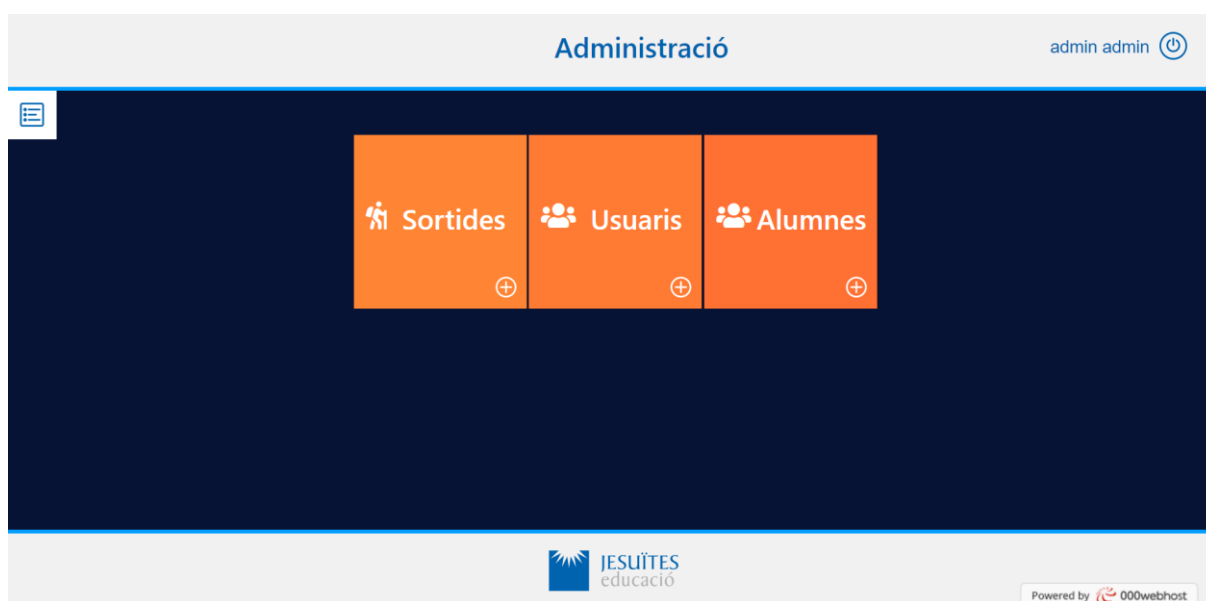 Administració
admin admin
Sortides
Usuaris
Alumnes
JESUÏTES
educació
Powered by 000webhost